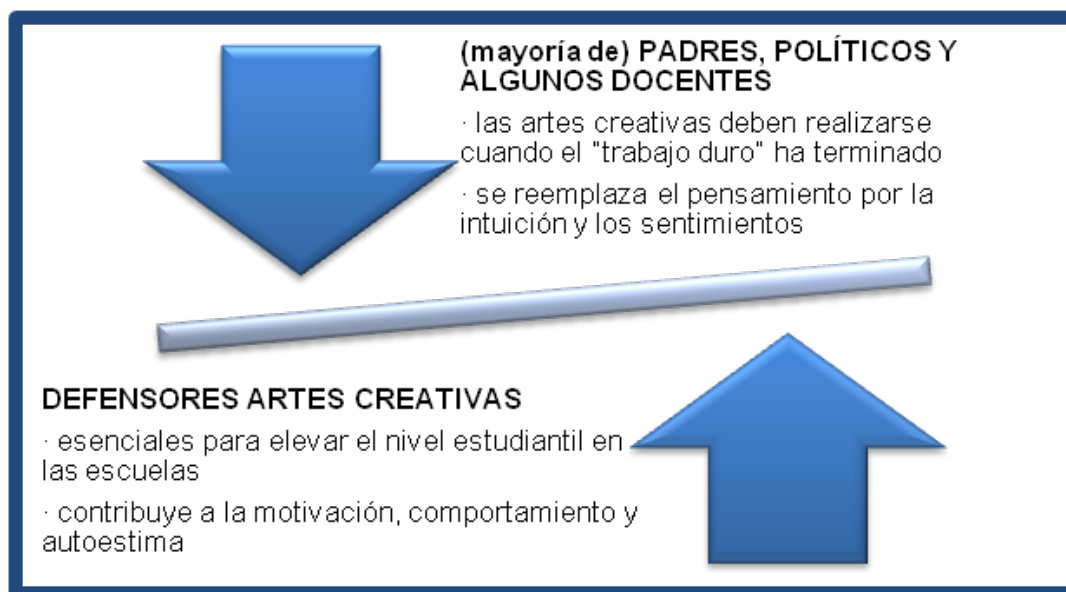 (mayoría de) PADRES, POLÍTICOS Y
ALGUNOS DOCENTES
· las artes creativas deben realizarse
cuando el "trabajo duro" ha terminado
· se reemplaza el pensamiento por la
intuición y los sentimientos
DEFENSORES ARTES CREATIVAS
· esenciales para elevar el nivel estudiantil en
las escuelas
· contribuye a la motivación, comportamiento y
autoestima